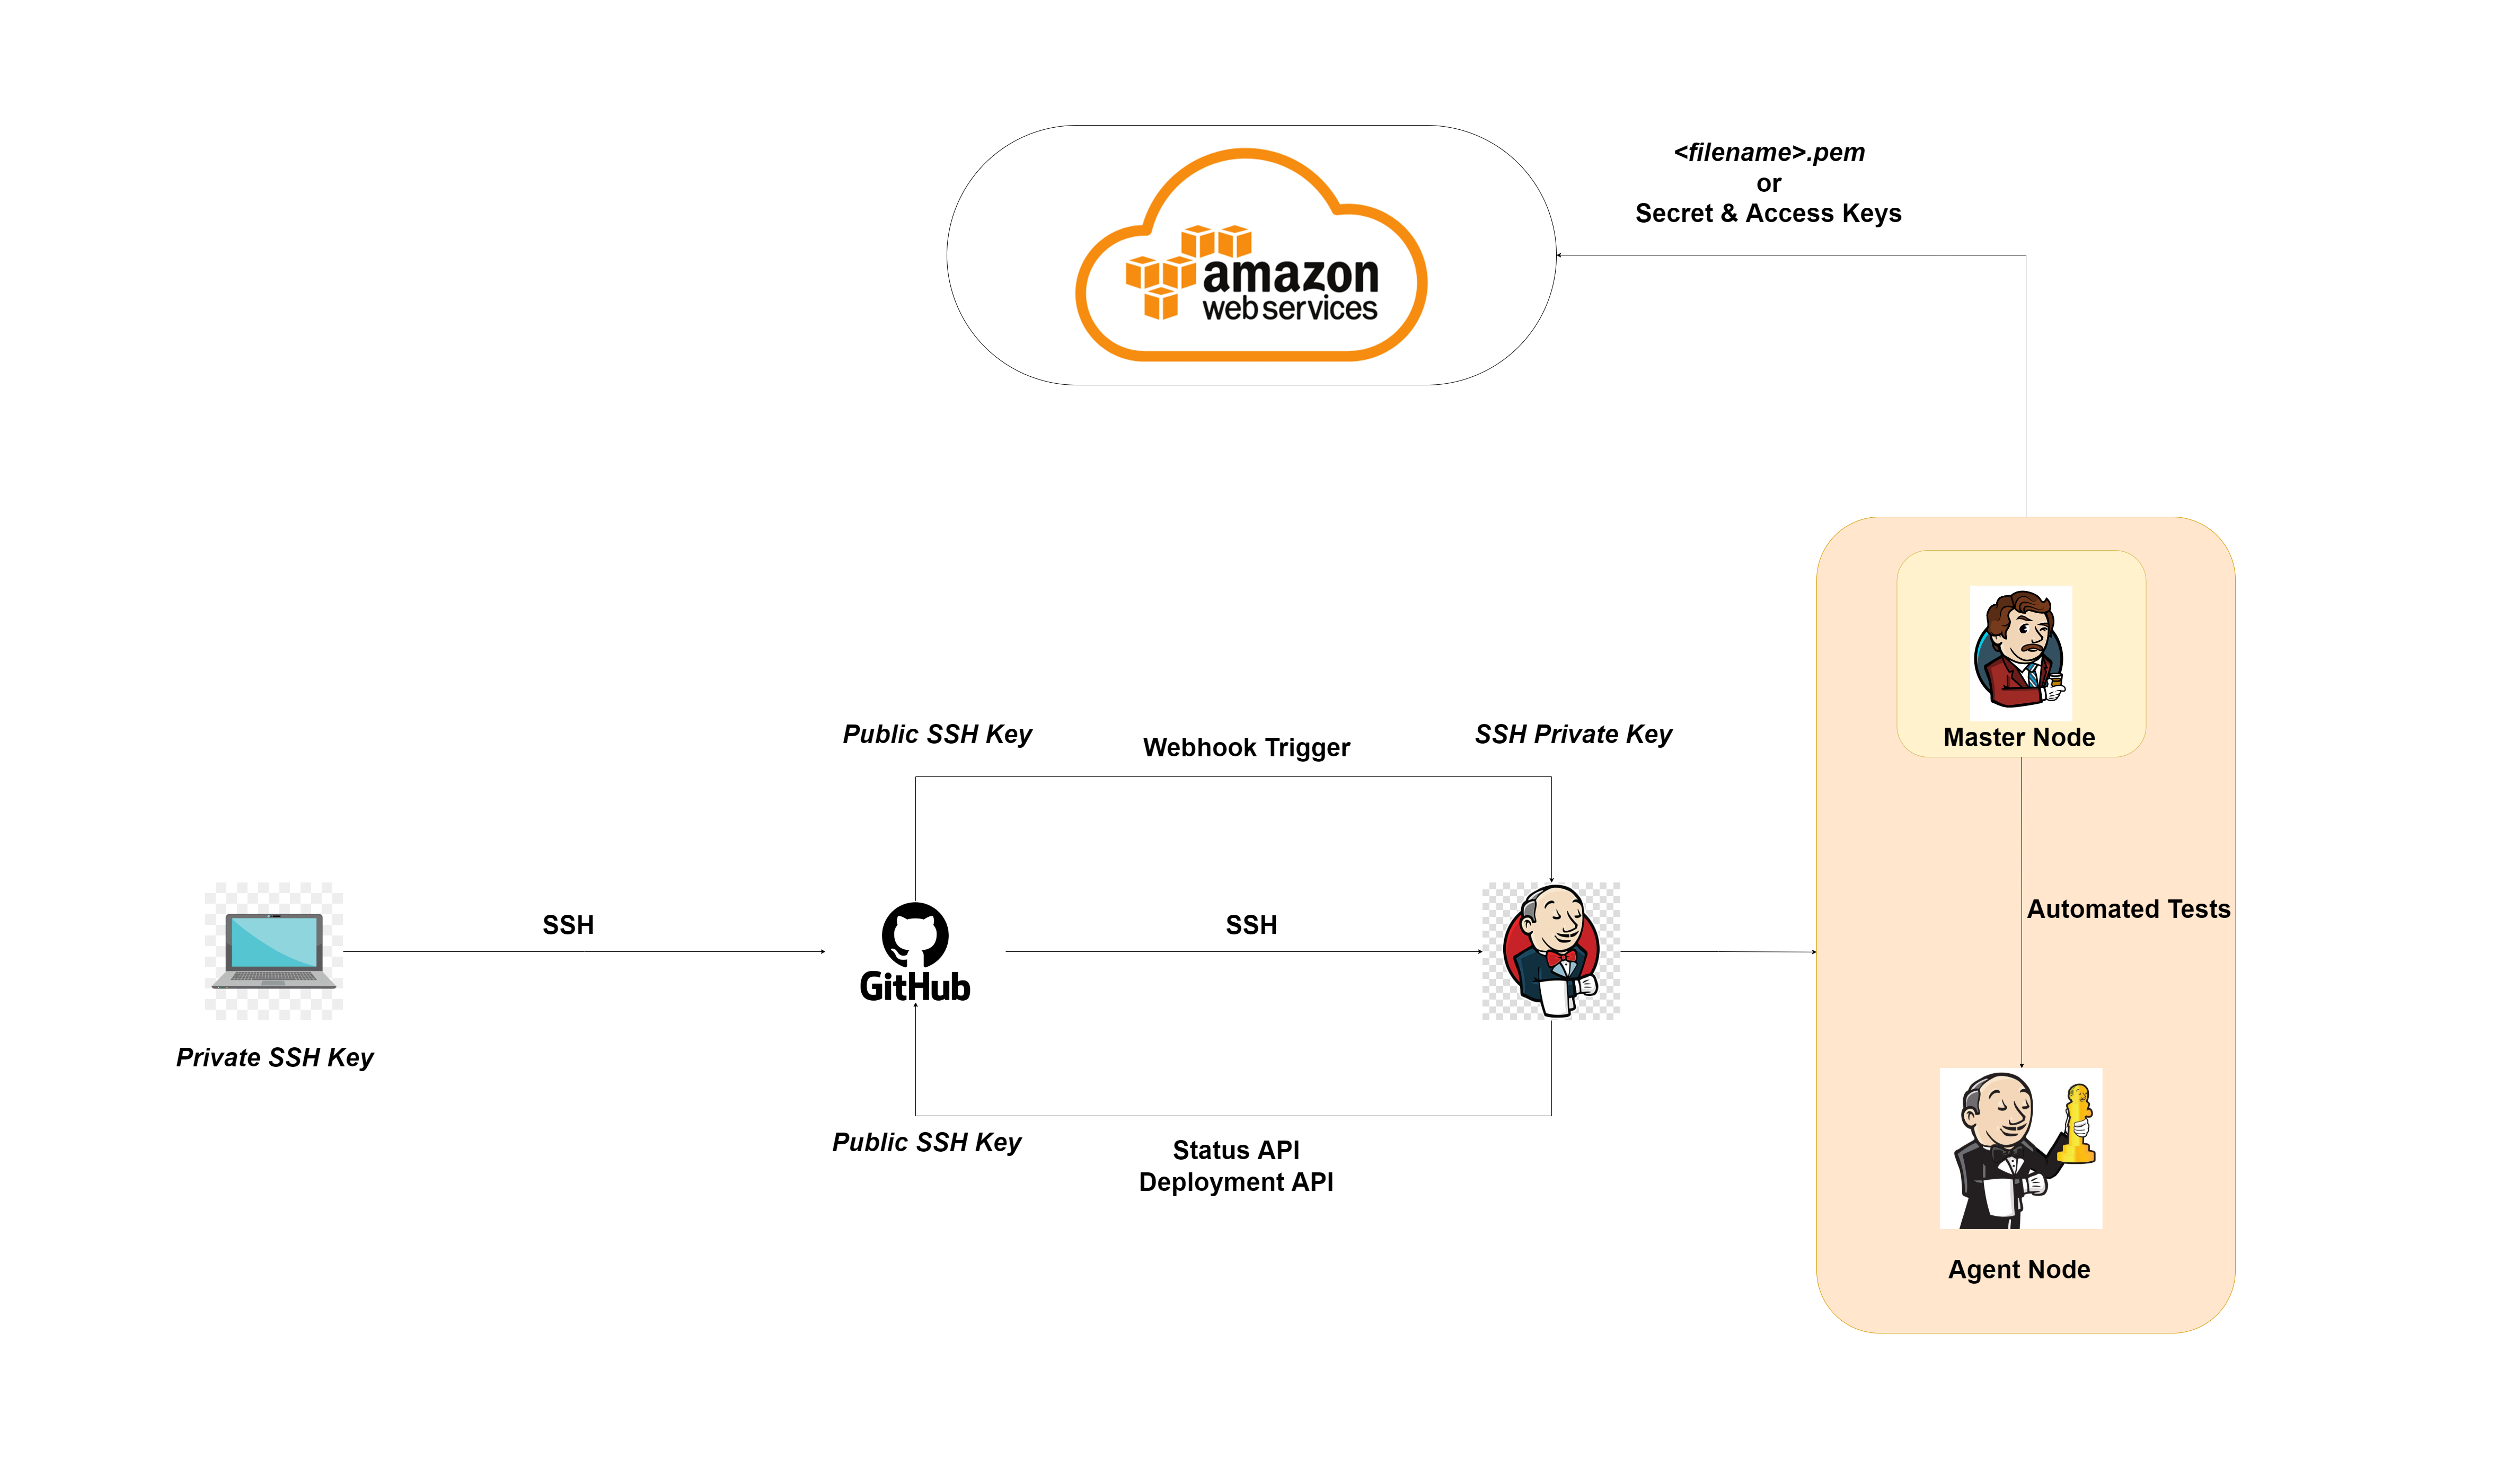 <filename>.pem
or
Secret & Access Keys
amazon
web services
Public SSH Key
Webhook Trigger
SSH Private Key
Master Node
SSH
SSH
Automated Tests
GitHub
Private SSH Key
Public SSH Key
Status API
Deployment API
Agent Node